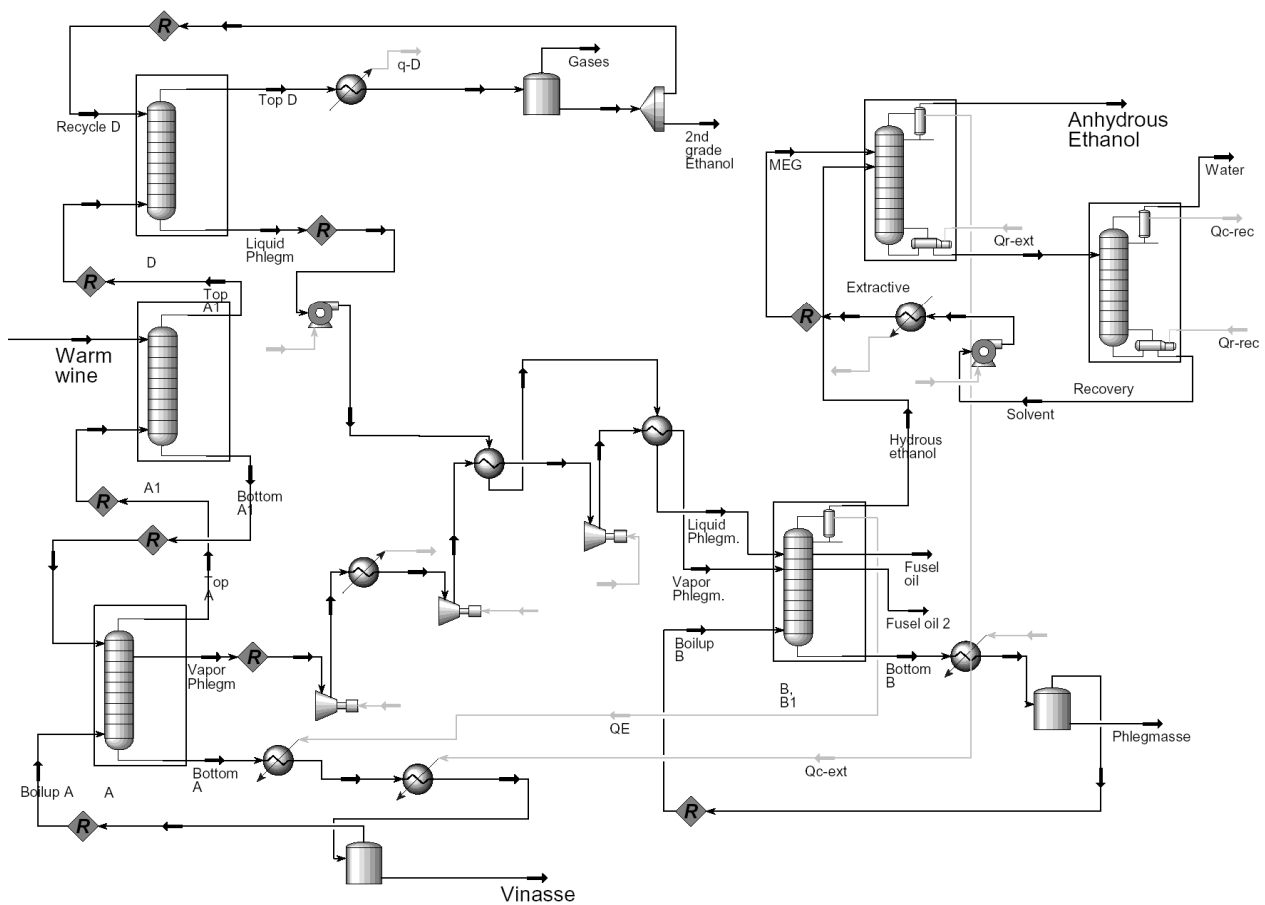 R
q-D
Gases
Top D
Recycle D
2nd
grade
Ethanol
Anhydrous
Ethanol
MEG
Water
R
Liquid
Phlegm
Qr-ext
Qc-rec
D
R
Top
A1
Extractive
R
Warm
wine
Qr-rec
Recovery
Solvent
Hydrous
ethanol
A1
R
Bottom
A1
R
Liquid
Phlegm.
Top
A
Vapor
Phlegm.
Fusel
oil
Fusel oil 2
Boilup
B
R
Vapor
Phlegm
Bottom
B
B,
B1
QE
Phlegmasse
Bottom
A
Qc-ext
Boilup A
A
R
R
Vinasse